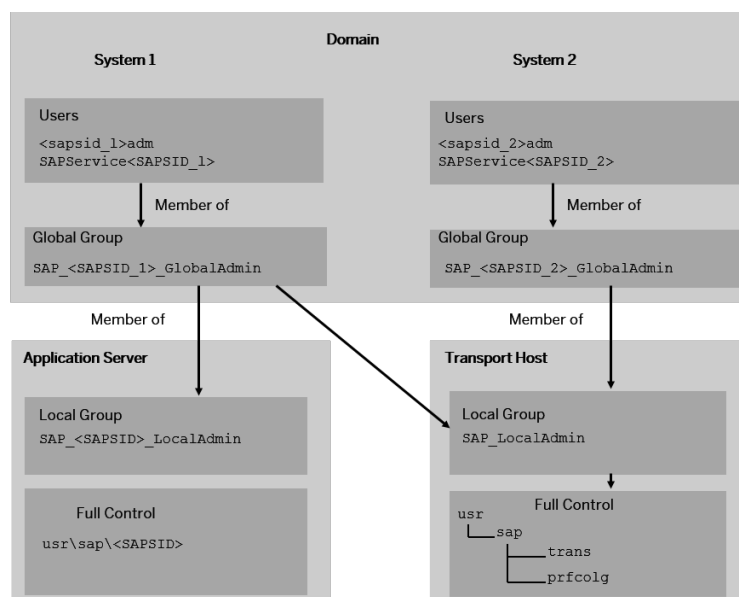 Domain
System 1
System 2
Users
<sapsid_l>adm
SAPService<SAPSID_l>
Users
<sapsid_2>adm
SAPService<SAPSID_2>
Member of
Member of
Global Group
SAP_<SAPSID_1>_GlobalAdmin
Global Group
SAP_<SAPSID_2>_GlobalAdmin
Member of
Member of
Application Server
Transport Host
Local Group
SAP_<SAPSID>_LocalAdmin
Local Group
SAP_LocalAdmin
Full Control
usr\sap\<SAPSID>
Full Control
usr
sap
trans
prfcolg